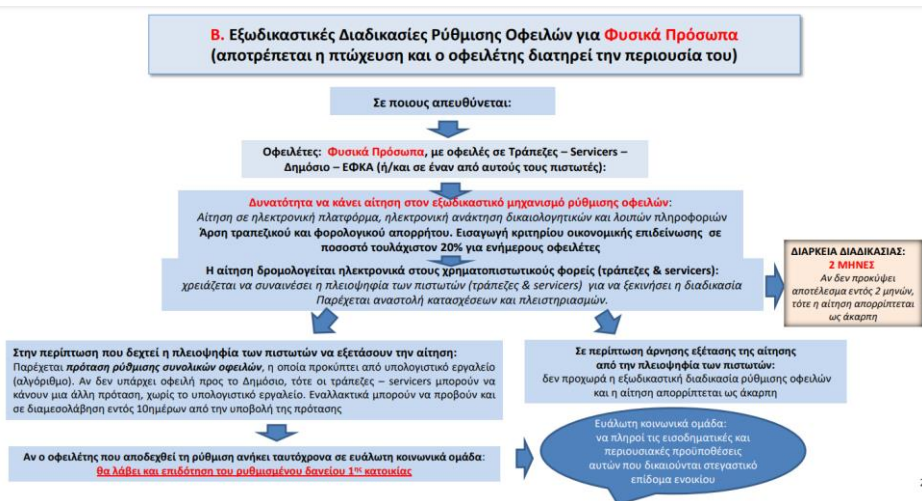 Β. Εξωδικαστικές Διαδικασίες Ρύθμισης Οφειλών για Φυσικά Πρόσωπα
(αποτρέπεται η πτώχευση και ο οφειλέτης διατηρεί την περιουσία του)
Σε ποιους απευθύνεται:
Οφειλέτες: Φυσικά Πρόσωπα, με οφειλές σε Τράπεζες – Servicers –
Δημόσιο – ΕΦΚΑ (ή/και σε έναν από αυτούς τους πιστωτές):
Δυνατότητα να κάνει αίτηση στον εξωδικαστικό μηχανισμό ρύθμισης οφειλών:
Αίτηση σε ηλεκτρονική πλατφόρμα, ηλεκτρονική ανάκτηση δικαιολογητικών και λοιπών πληροφοριών
Άρση τραπεζικού και φορολογικού απορρήτου. Εισαγωγή κριτηρίου οικονομικής επιδείνωσης σε
ποσοστό τουλάχιστον 20% για ενήμερους οφειλέτες
Η αίτηση δρομολογείται ηλεκτρονικά στους χρηματοπιστωτικούς φορείς (τράπεζες & servicers):
χρειάζεται να συναινέσει η πλειοψηφία των πιστωτών (τράπεζες & servicers) για να ξεκινήσει η διαδικασία
Παρέχεται αναστολή κατασχέσεων και πλειστηριασμών.
ΔΙΑΡΚΕΙΑ ΔΙΑΔΙΚΑΣΙΑΣ:
2 ΜΗΝΕΣ
Αν δεν προκύψει
αποτέλεσμα εντός 2 μηνών,
τότε η αίτηση απορρίπτεται
ως άκαρπη
Στην περίπτωση που δεχτεί η πλειοψηφία των πιστωτών να εξετάσουν την αίτηση:
Παρέχεται πρόταση ρύθμισης συνολικών οφειλών, η οποία προκύπτει από υπολογιστικό εργαλείο
(αλγόριθμο). Αν δεν υπάρχει οφειλή προς το Δημόσιο, τότε οι τράπεζες – servicers μπορούν να
κάνουν μια άλλη πρόταση, χωρίς το υπολογιστικό εργαλείο. Εναλλακτικά μπορούν να προβούν και
σε διαμεσολάβηση εντός 10ημέρων από την υποβολή της πρότασης
Σε περίπτωση άρνησης εξέτασης της αίτησης
από την πλειοψηφία των πιστωτών:
δεν προχωρά η εξωδικαστική διαδικασία ρύθμισης οφειλών
και η αίτηση απορρίπτεται ως άκαρπη
Αν ο οφειλέτης που αποδεχθεί τη ρύθμιση ανήκει ταυτόχρονα σε ευάλωτη κοινωνικά ομάδα:
θα λάβει και επιδότηση του ρυθμισμένου δανείου 1ης κατοικίας
Ευάλωτη κοινωνικά ομάδα:
να πληροί τις εισοδηματικές και
περιουσιακές προϋποθέσεις
αυτών που δικαιούνται στεγαστικό
επίδομα ενοικίου